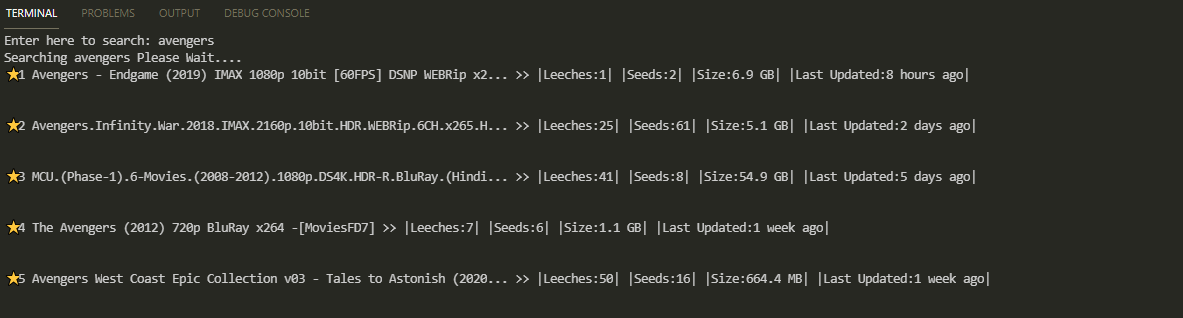 TERMINAL PROBLEMS OUTPUT DEBUG CONSOLE
Enter here to search: avengers
Searching avengers Please Wait....
⭐1 Avengers - Endgame (2019) IMAX 1080p 10bit [60FPS] DSNP WEBRip x2... >> |Leeches:1| |Seeds:2| |Size:6.9 GB| |Last Updated:8 hours ago|
⭐2 Avengers.Infinity.War.2018.IMAX.2160p.10bit.HDR.WEBRip.6CH.x265.H... >> |Leeches:25| |Seeds:61| |Size:5.1 GB| |Last Updated:2 days ago|
⭐3 MCU.(Phase-1).6-Movies.(2008-2012).1080p.DS4K.HDR-R.BluRay.(Hindi... >> |Leeches:41| |Seeds:8| |Size:54.9 GB| |Last Updated:5 days ago|
⭐4 The Avengers (2012) 720p BluRay x264 -[MoviesFD7] >> |Leeches:7| |Seeds:6| |Size:1.1 GB| |Last Updated:1 week ago|
⭐5 Avengers West Coast Epic Collection v03 - Tales to Astonish (2020... >> |Leeches:50| |Seeds:16| |Size:664.4 MB| |Last Updated:1 week ago|